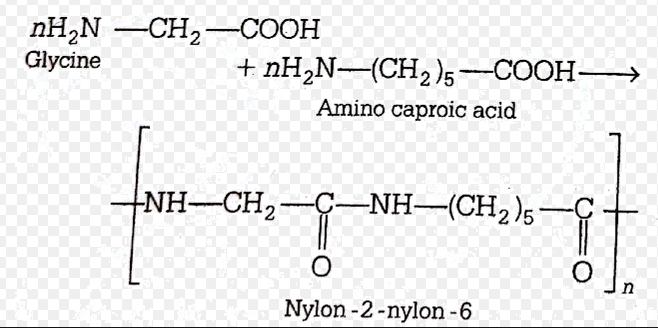 nH₂N—CH₂—COOH
Glycine
+ nH₂N—(CH₂)₅—COOH→
Amino caproic acid
[—NH—CH₂—C—NH—(CH₂)₅—C—]n
O O
Nylon-2-nylon-6